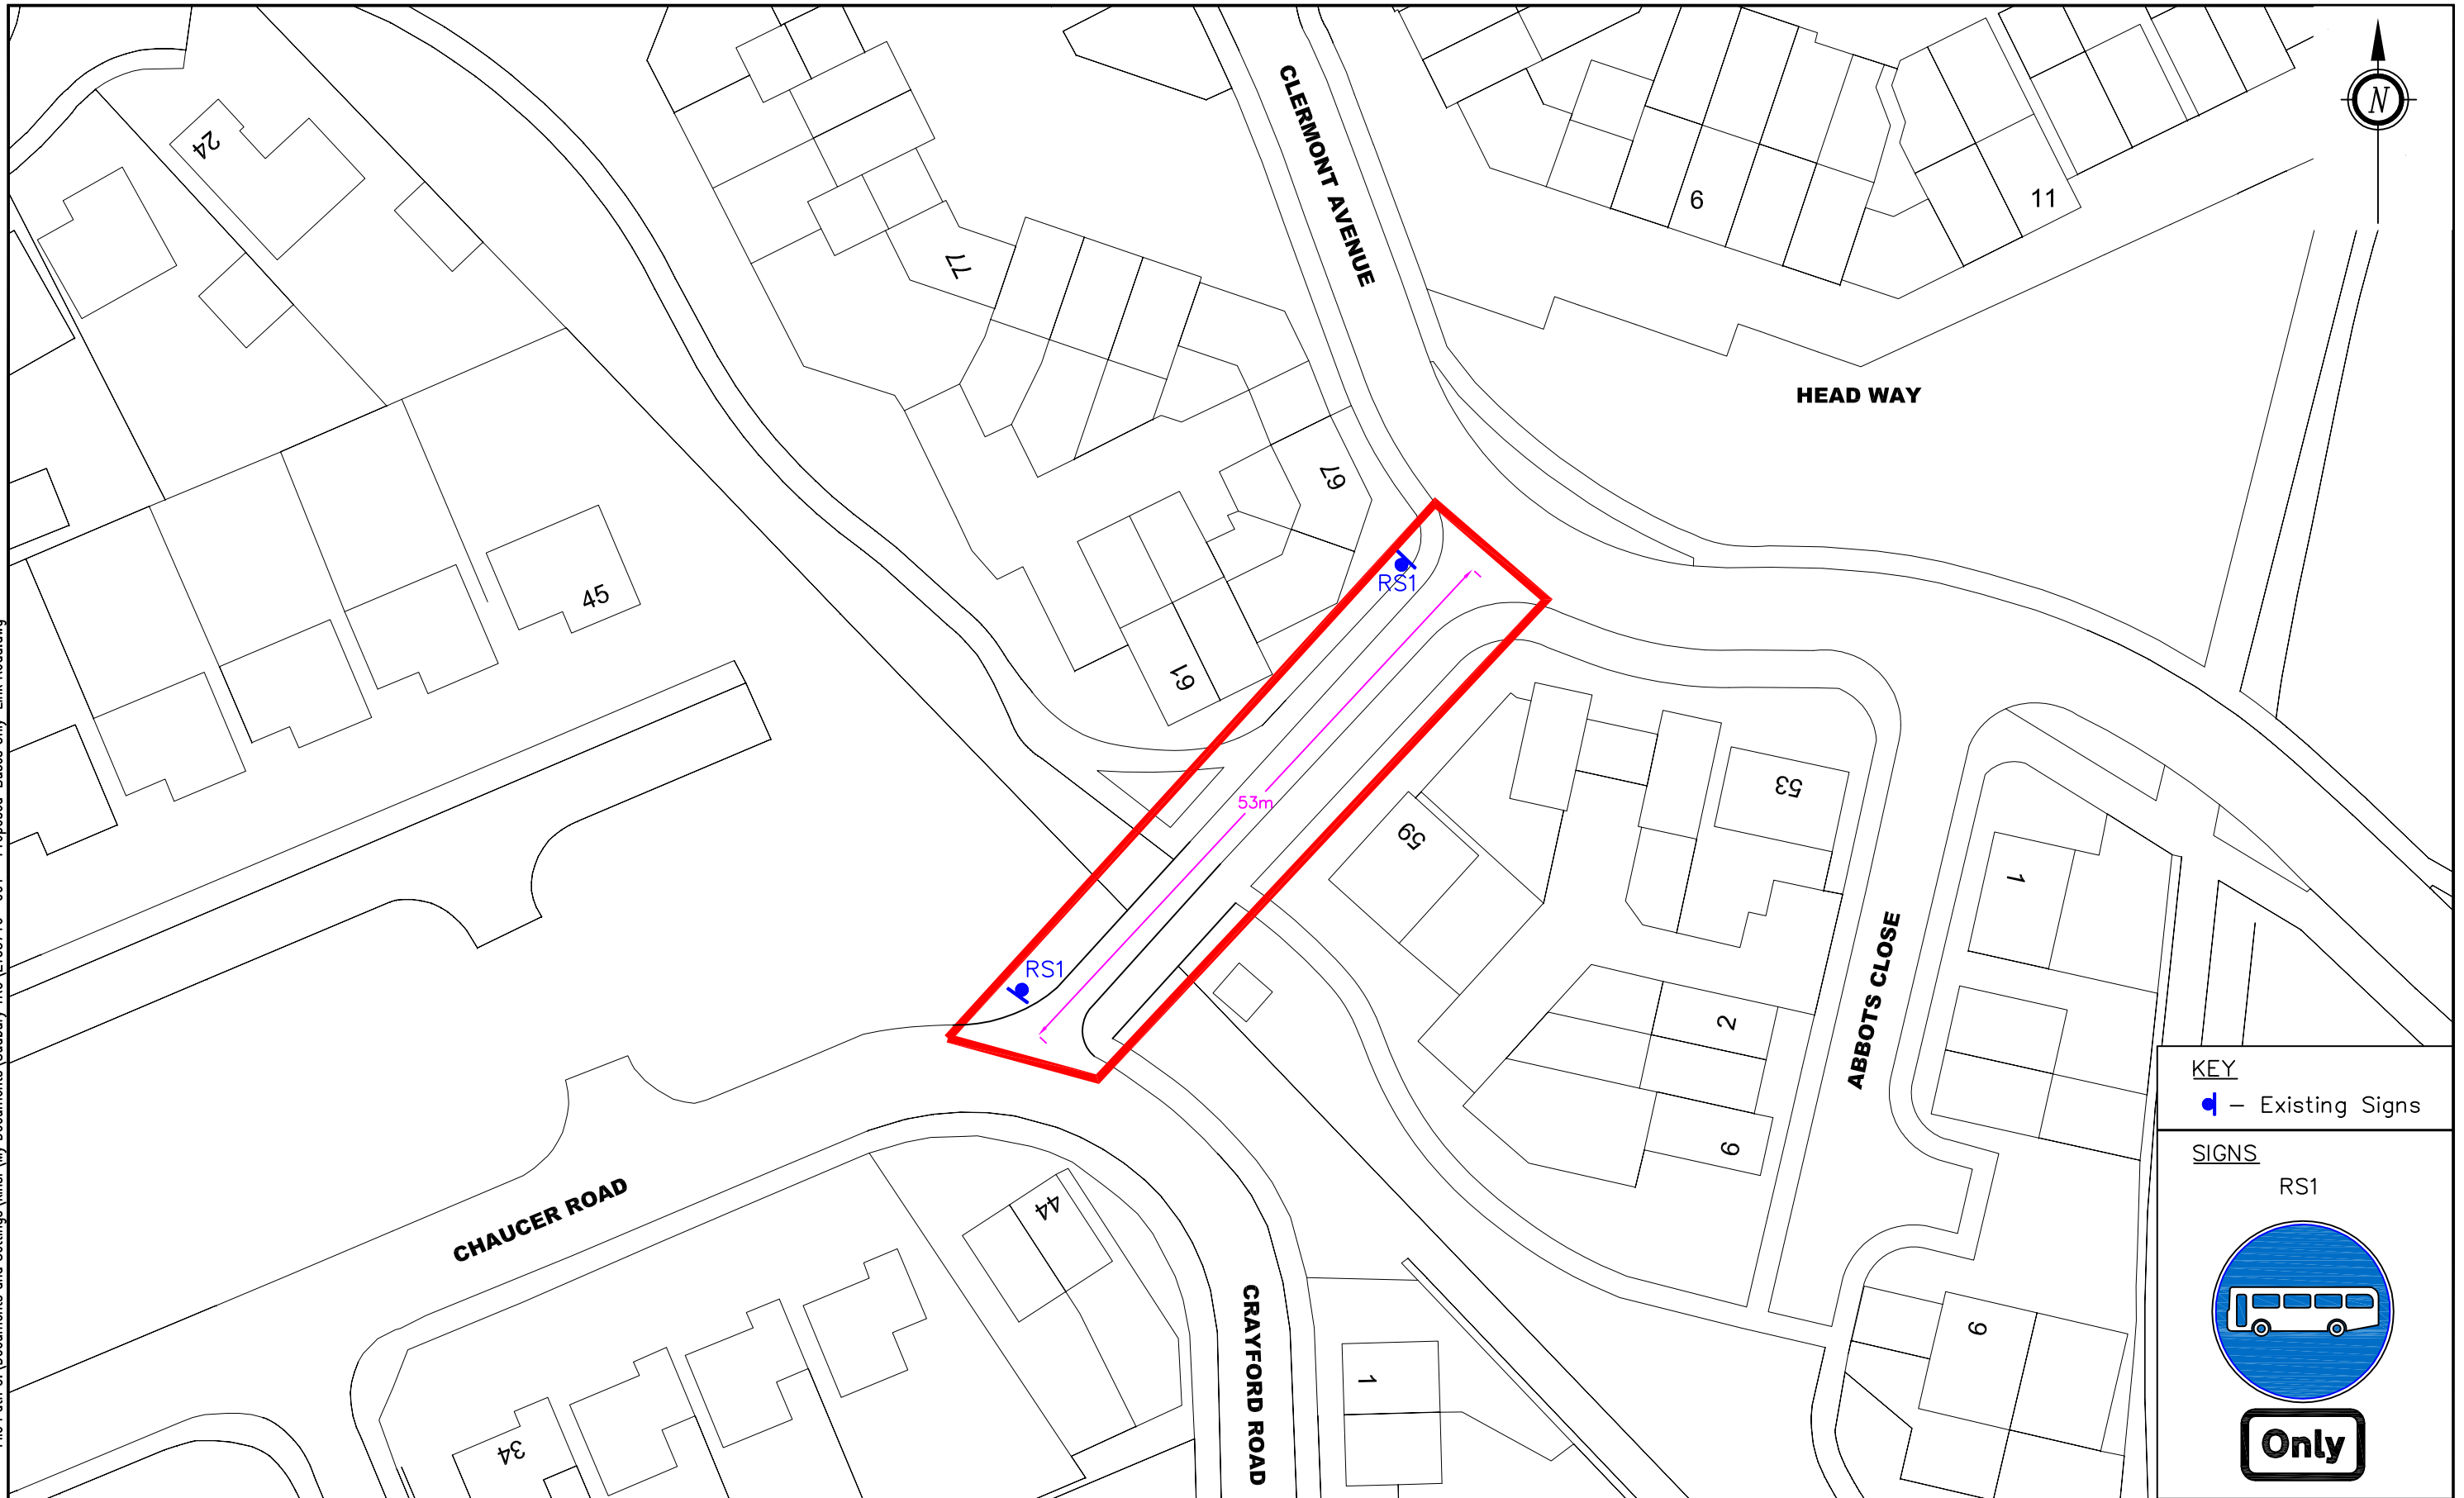 CLERMONT AVENUE
N
24
6
11
77
HEAD WAY
67
RS1
45
61
53m
53
59
1
RS1
ABBOTS CLOSE
2
KEY
– Existing Signs
9
SIGNS
RS1
CHAUCER ROAD
44
CRAYFORD ROAD
9
1
34
Only